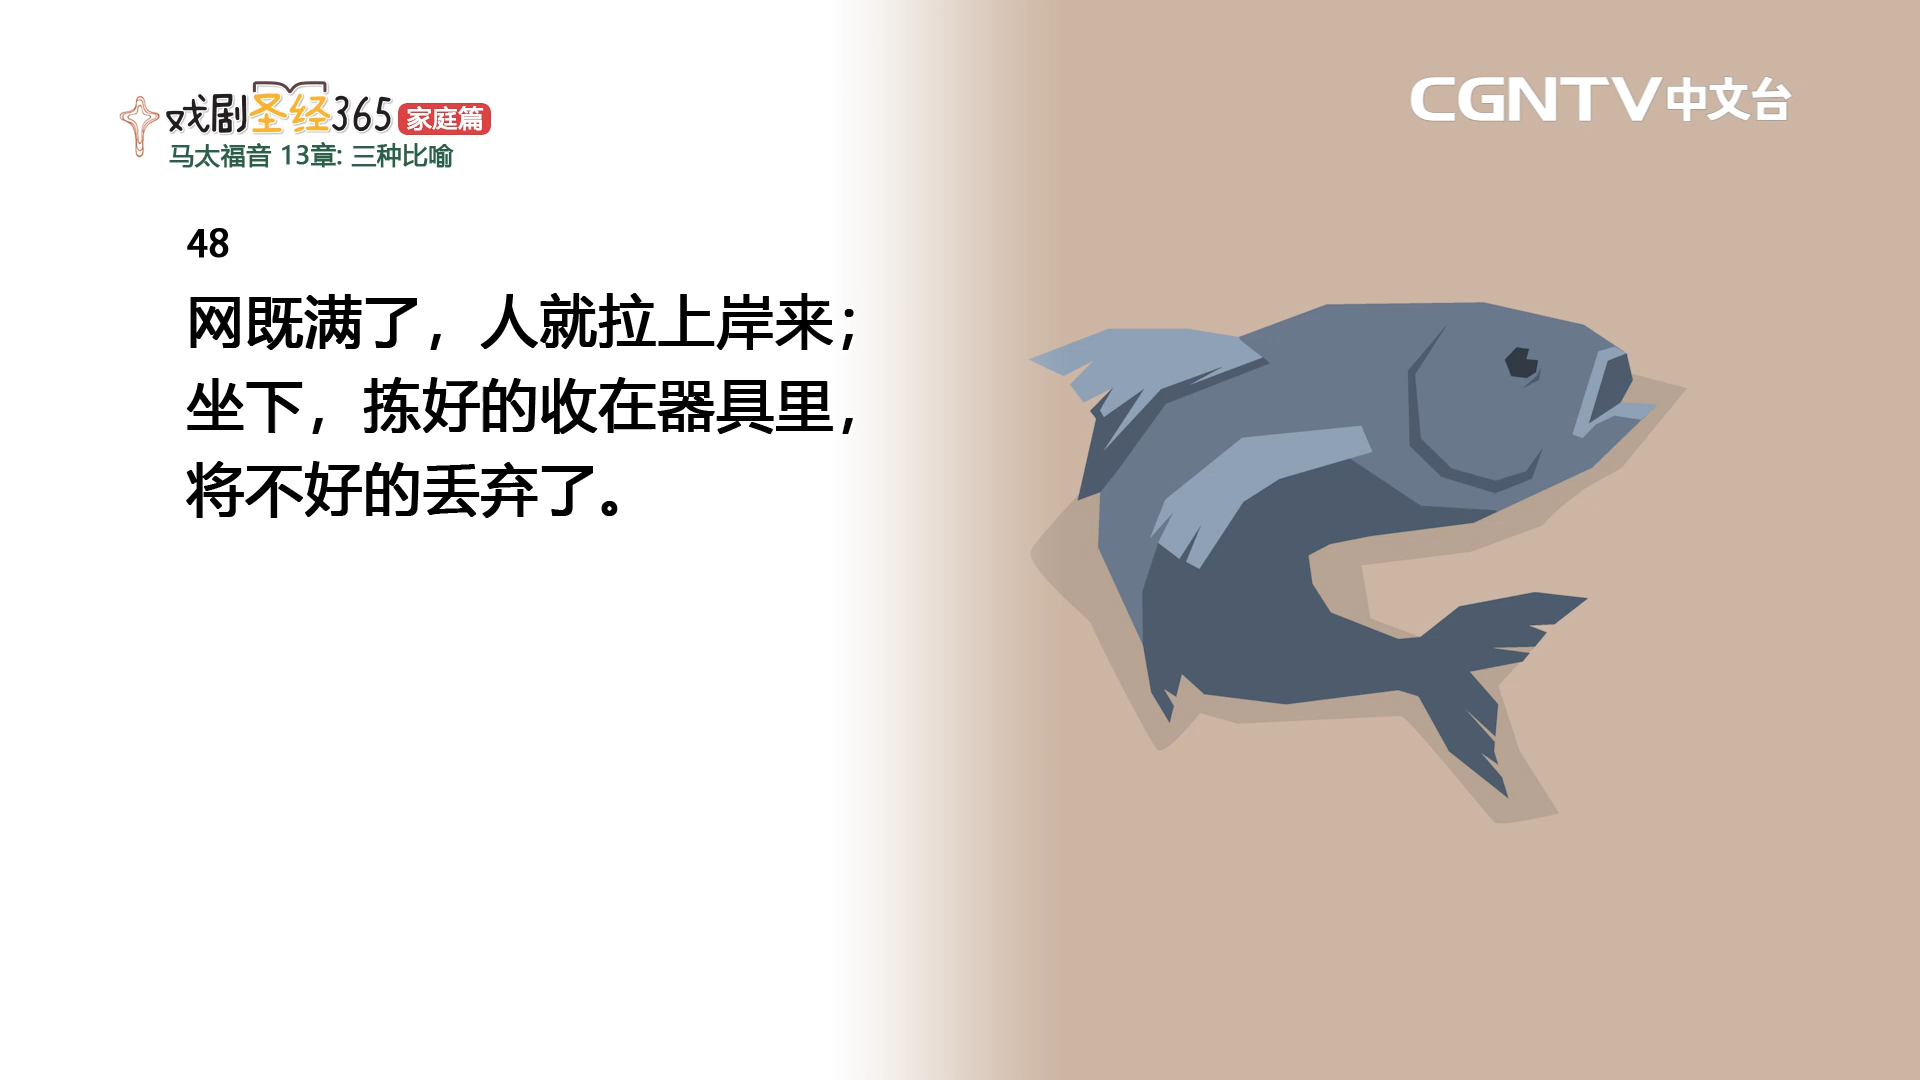 戏剧圣经365 家庭篇
CGNTV中文台
马太福音 13章: 三种比喻
48
网既满了，人就拉上岸来；
坐下，拣好的收在器具里，
将不好的丢弃了。